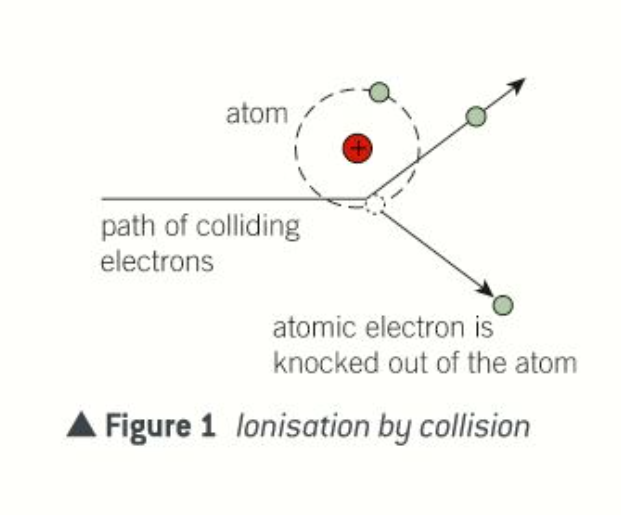 atom
+
path of colliding
electrons
atomic electron is
knocked out of the atom
▲ Figure 1 Ionisation by collision